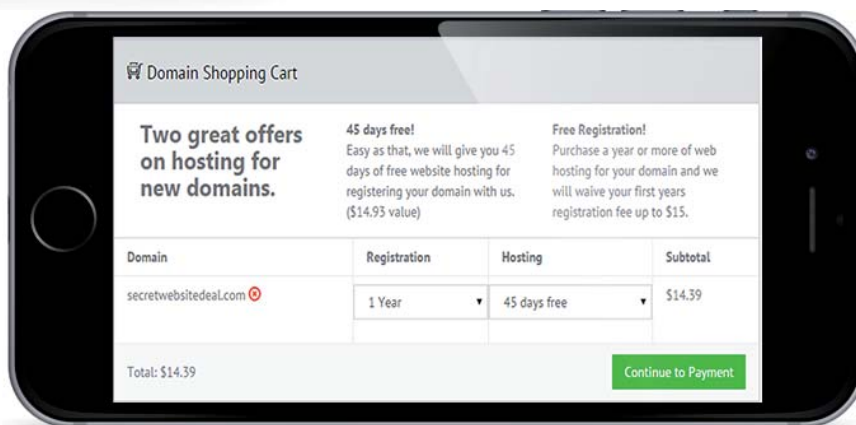 Domain Shopping Cart
Two great offers
on hosting for
new domains.
45 days free!
Easy as that, we will give you 45
days of free website hosting for
registering your domain with us.
($14.93 value)
Free Registration!
Purchase a year or more of web
hosting for your domain and we
will waive your first years
registration fee up to $15.
Domain Registration Hosting Subtotal
secretwebsitedeal.com 1 Year 45 days free $14.39
Total: $14.39 Continue to Payment